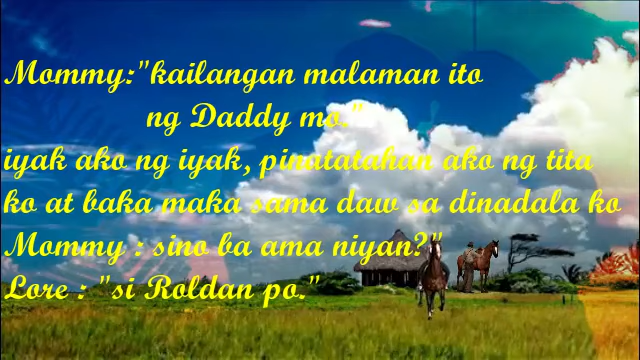 Mommy:"kailangan malaman ito
ng Daddy mo."
iyak ako ng iyak, pinatatahan ako ng tita
ko at baka maka sama daw sa dinadala ko
Mommy : sino ba ama niyan?"
Lore : "si Roldan po."